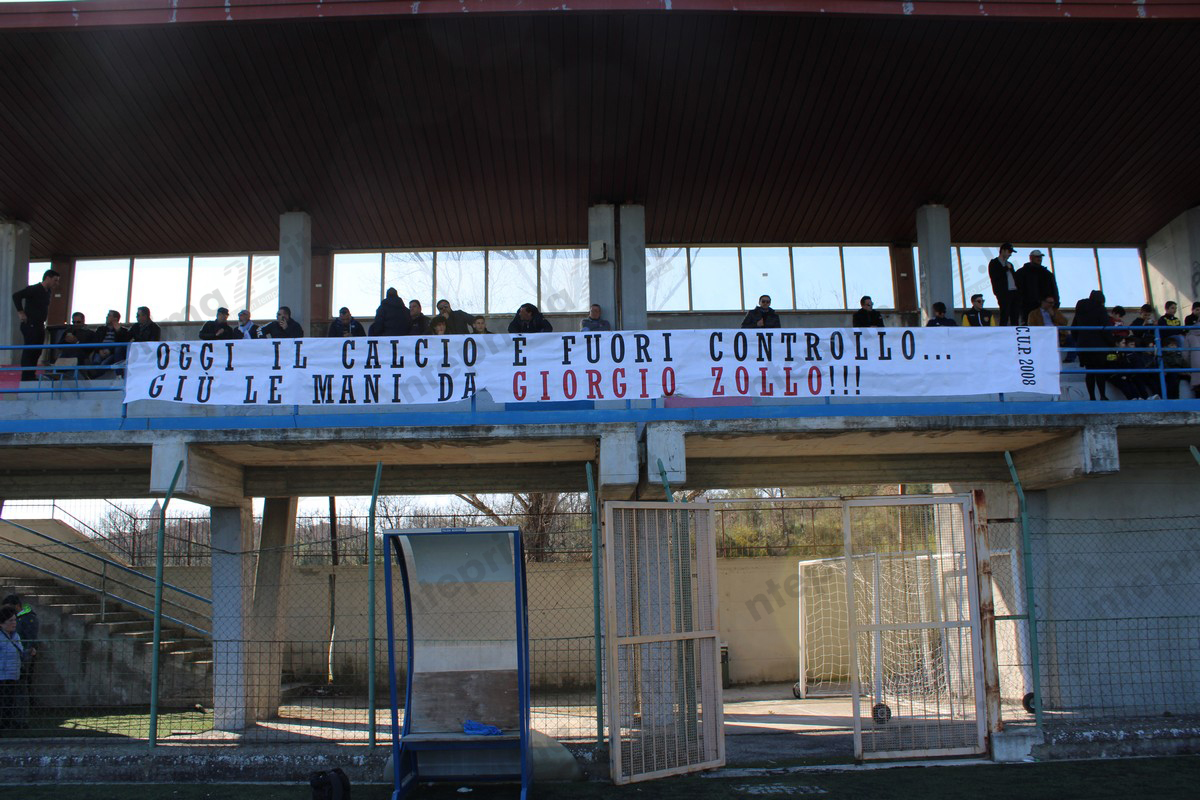 OGGI IL CALCIO È FUORI CONTROLLO...
GIÙ LE MANI DA GIORGIO ZOLLO!!!
C.U.P. 2008